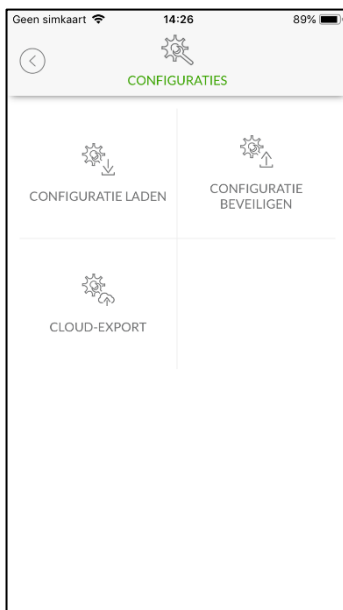 Geen simkaart 14:26 89%
CONFIGURATIES
CONFIGURATIE LADEN
CONFIGURATIE
BEVEILIGEN
CLOUD-EXPORT